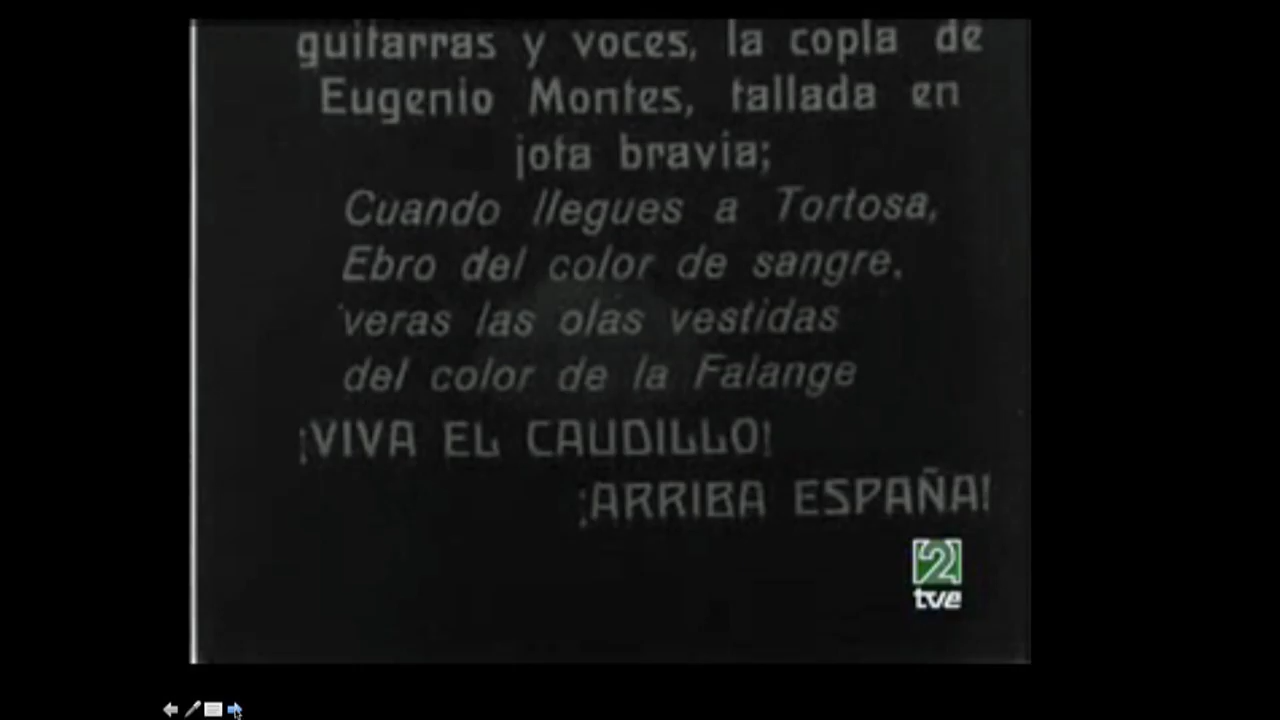 guitarras y voces, la copla de
Eugenio Montes, tallada en
jota bravia;
Cuando llegues a Tortosa,
Ebro del color de sangre,
veras las olas vestidas
del color de la Falange
¡VIVA EL CAUDILLO!
¡ARRIBA ESPAÑA!
2
tve